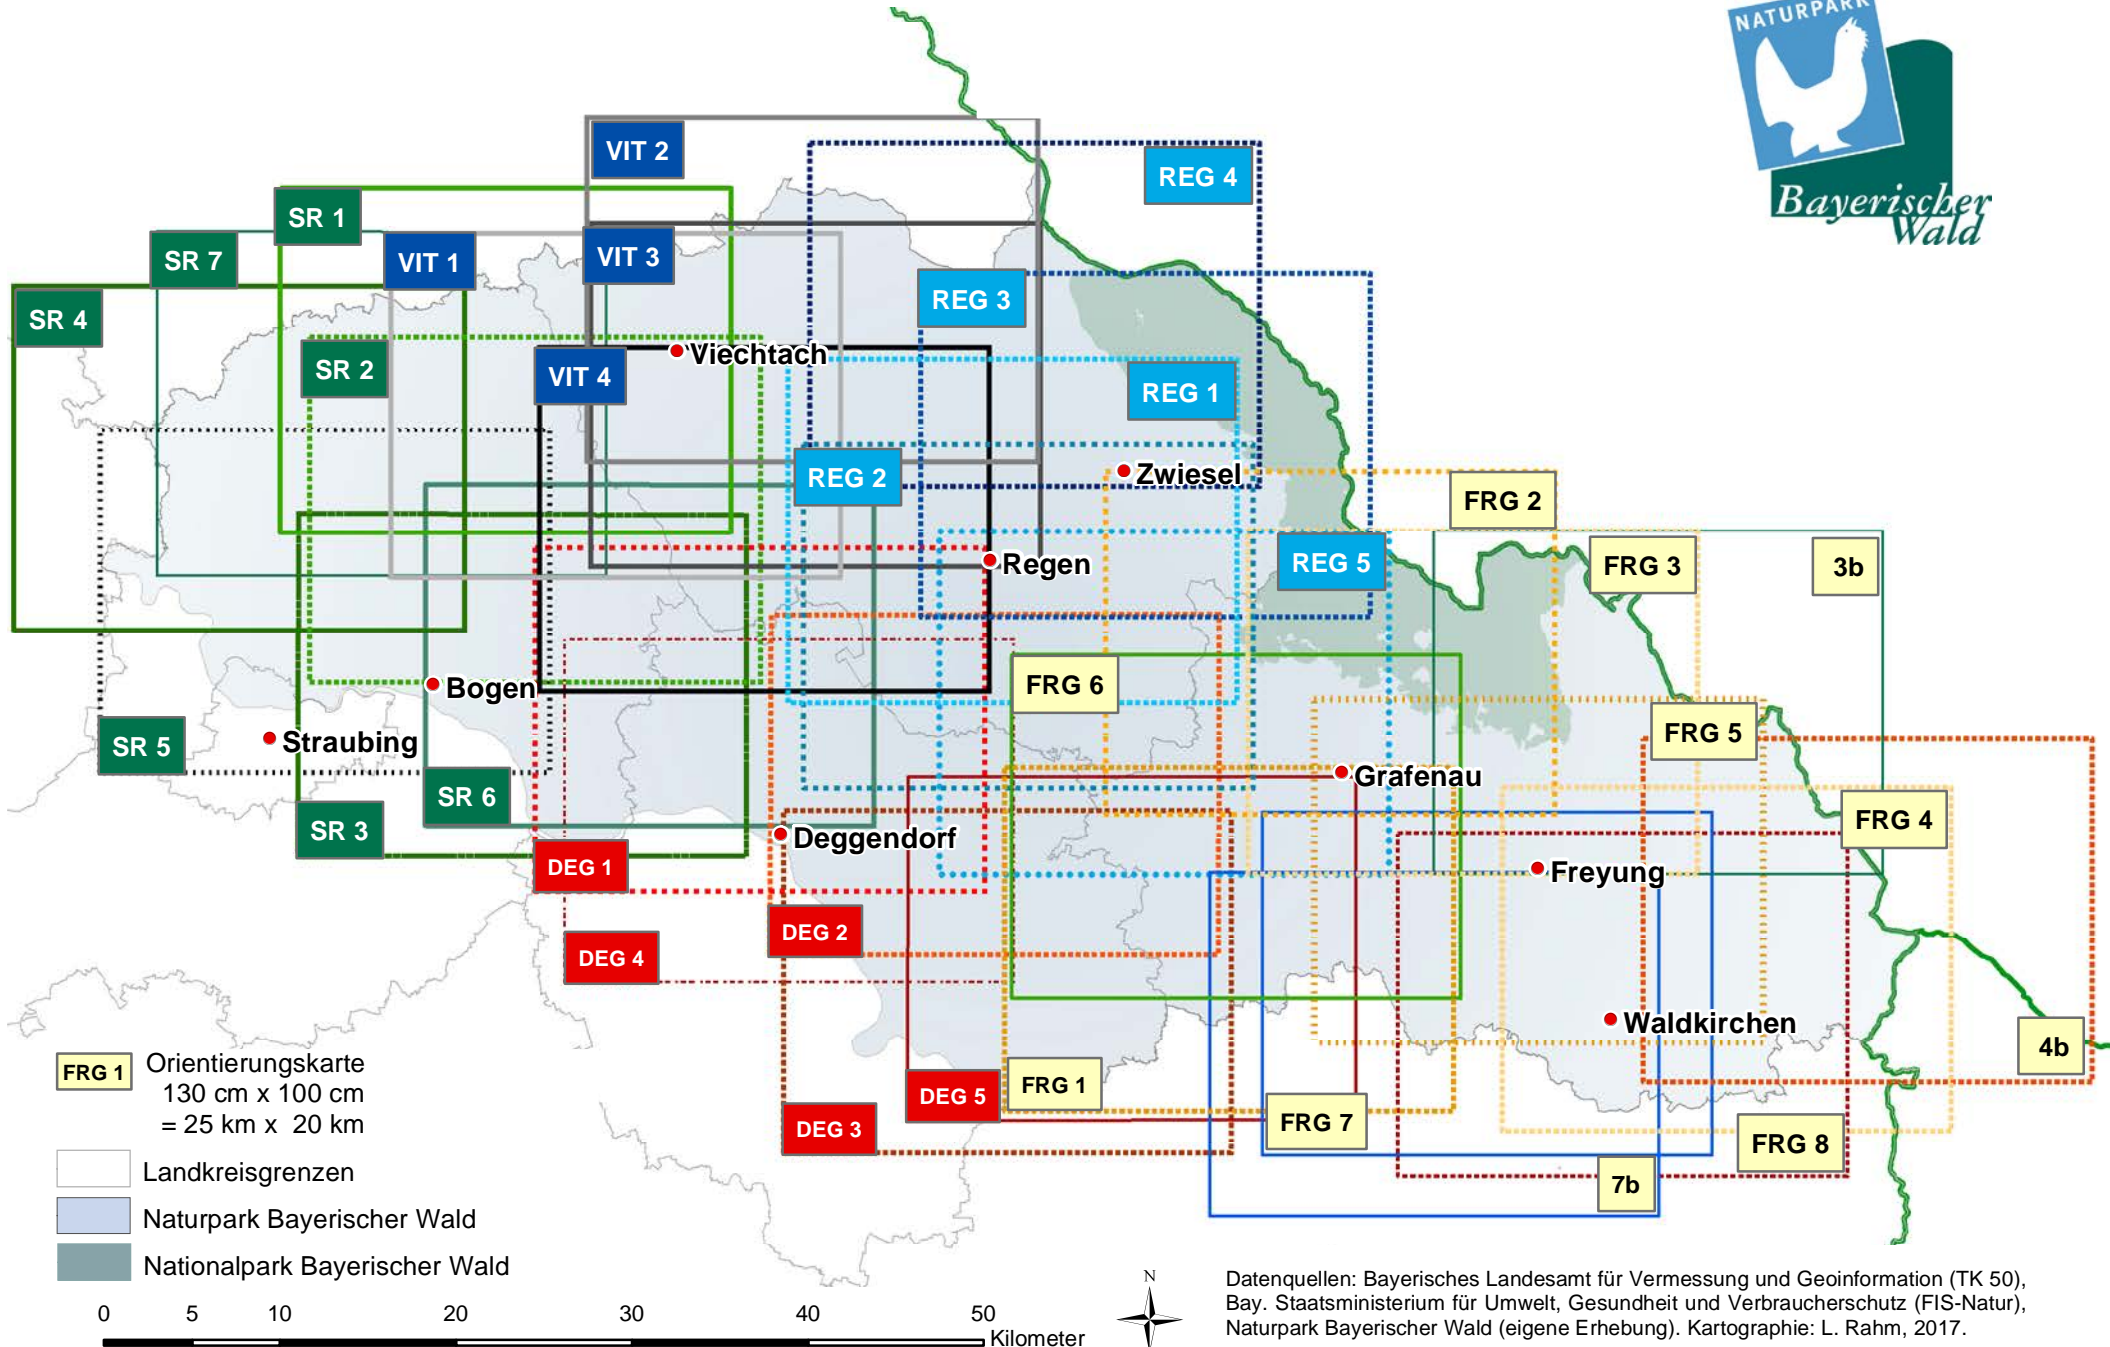 NATURPARK
Bayerischer
Wald
VIT 2
REG 4
SR 1
SR 7
VIT 1
VIT 3
REG 3
SR 4
SR 2
Viechtach
VIT 4
REG 1
REG 2
Zwiesel
FRG 2
Regen
REG 5
FRG 3
3b
Bogen
FRG 6
SR 5
Straubing
FRG 5
SR 6
Grafenau
SR 3
Deggendorf
FRG 4
DEG 1
Freyung
DEG 2
DEG 4
Waldkirchen
4b
DEG 5
FRG 1
DEG 3
FRG 7
FRG 8
7b
FRG 1 Orientierungskarte
130 cm x 100 cm
= 25 km x 20 km
Landkreisgrenzen
Naturpark Bayerischer Wald
Nationalpark Bayerischer Wald
0 5 10 20 30 40 50
Kilometer
N
Datenquellen: Bayerisches Landesamt für Vermessung und Geoinformation (TK 50),
Bay. Staatsministerium für Umwelt, Gesundheit und Verbraucherschutz (FIS-Natur),
Naturpark Bayerischer Wald (eigene Erhebung). Kartographie: L. Rahm, 2017.